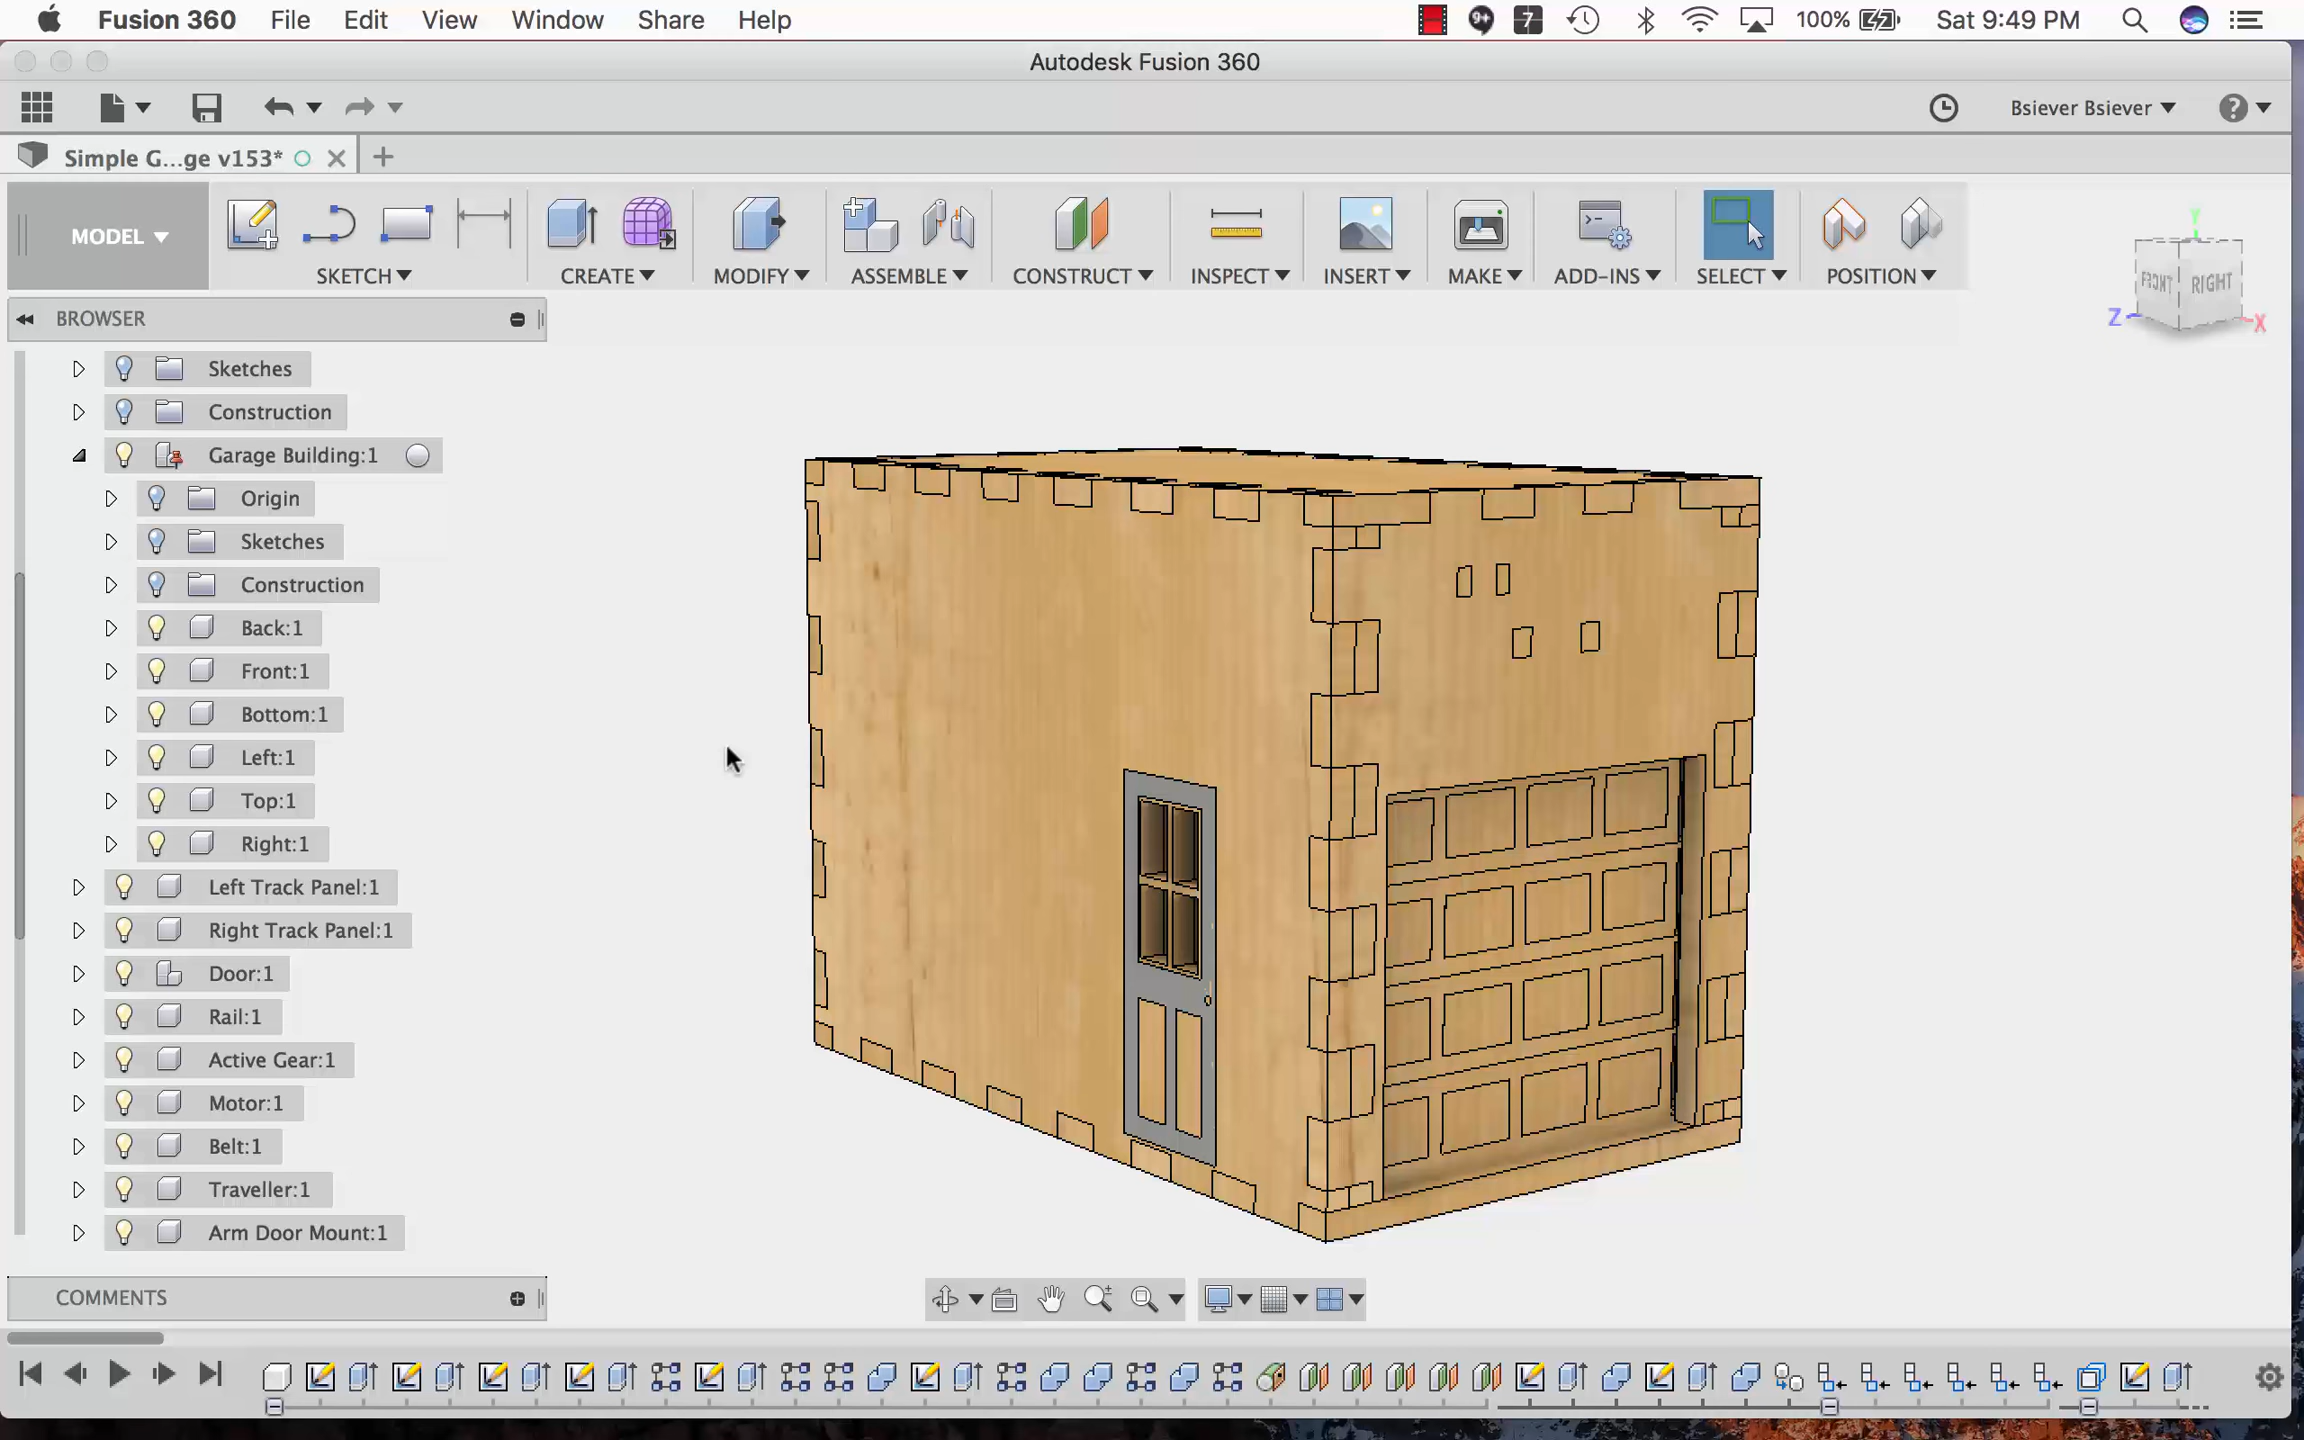 Fusion 360 File Edit View Window Share Help 9+ 7 100% Sat 9:49 PM
Autodesk Fusion 360
Bsiever Bsiever ?
Simple G...ge v153* +
MODEL SKETCH CREATE MODIFY ASSEMBLE CONSTRUCT INSPECT INSERT MAKE ADD-INS SELECT POSITION
Y
FRONT RIGHT
Z X
BROWSER
Sketches
Construction
Garage Building:1
Origin
Sketches
Construction
Back:1
Front:1
Bottom:1
Left:1
Top:1
Right:1
Left Track Panel:1
Right Track Panel:1
Door:1
Rail:1
Active Gear:1
Motor:1
Belt:1
Traveller:1
Arm Door Mount:1
COMMENTS